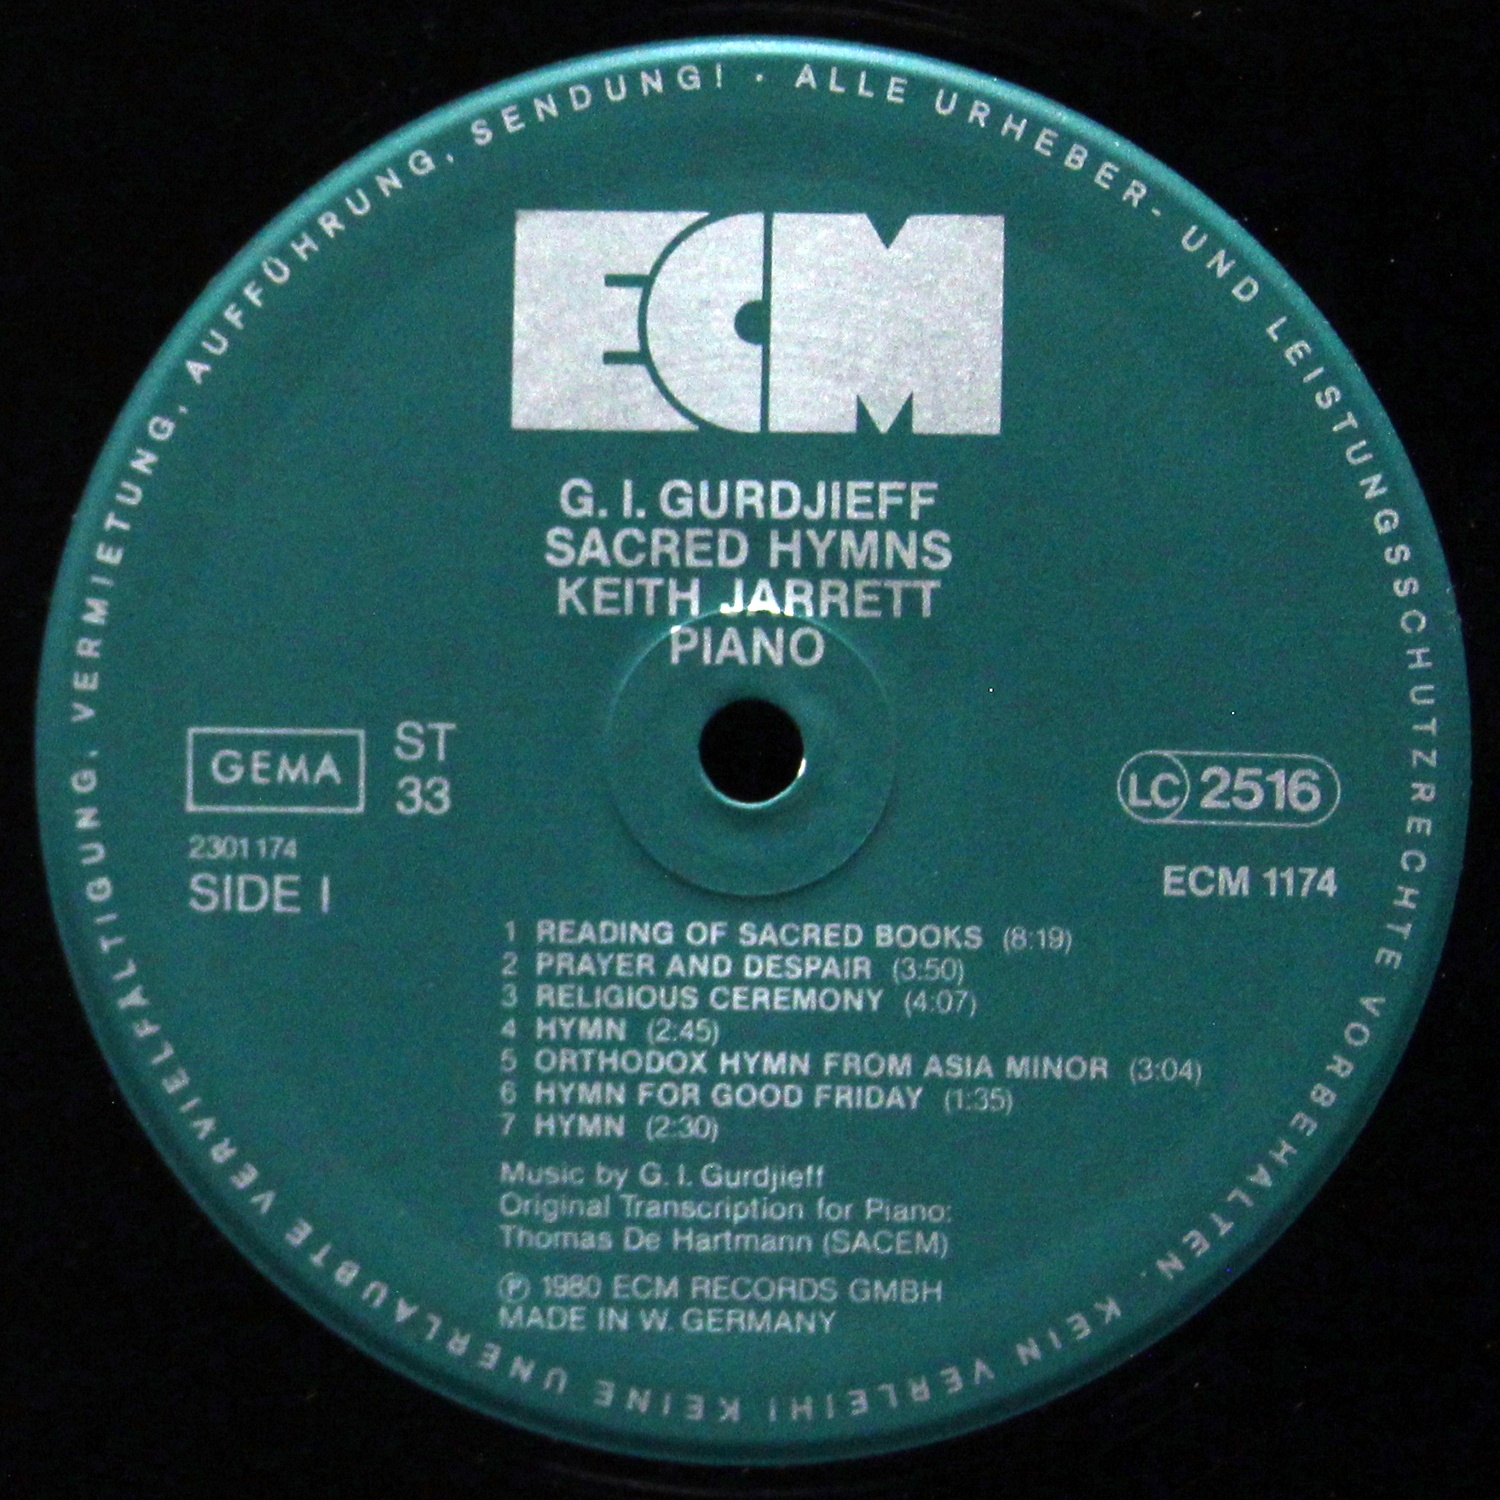 ALLE URHEBER- UND LEISTUNGSSCHUTZRECHTE VORBEHALTEN. KEIN VERLEIH! KEINE UNERLAUBTE VERVIELFÄLTIGUNG, VERMIETUNG, AUFFÜHRUNG, SENDUNG! ·
ECM
G. I. GURDJIEFF
SACRED HYMNS
KEITH JARRETT
PIANO
GEMA
ST
33
2301 174
SIDE I
LC 2516
ECM 1174
1 READING OF SACRED BOOKS (8:19)
2 PRAYER AND DESPAIR (3:50)
3 RELIGIOUS CEREMONY (4:07)
4 HYMN (2:45)
5 ORTHODOX HYMN FROM ASIA MINOR (3:04)
6 HYMN FOR GOOD FRIDAY (1:35)
7 HYMN (2:30)
Music by G. I. Gurdjieff
Original Transcription for Piano:
Thomas De Hartmann (SACEM)
℗ 1980 ECM RECORDS GMBH
MADE IN W. GERMANY